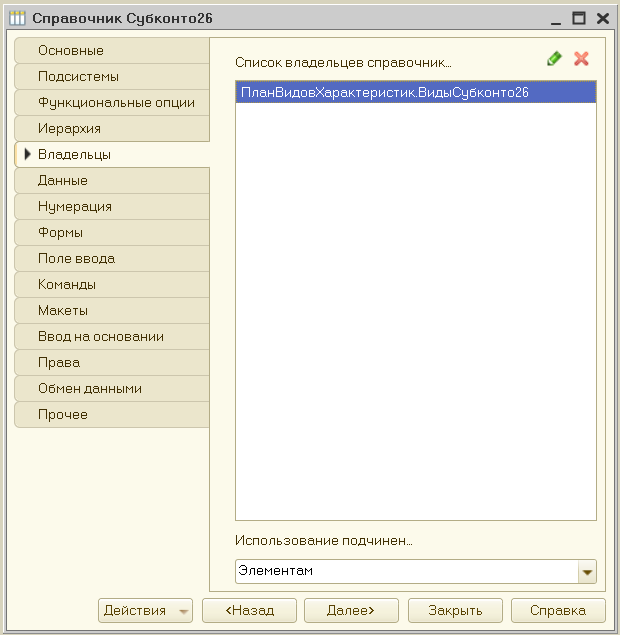 Справочник Субконто26
Основные
Подсистемы
Функциональные опции
Иерархия
Владельцы
Данные
Нумерация
Формы
Поле ввода
Команды
Макеты
Ввод на основании
Права
Обмен данными
Прочее
Список владельцев справочник...
ПланВидовХарактеристик.ВидыСубконто26
Использование подчинен...
Элементам
Действия
<Назад
Далее>
Закрыть
Справка